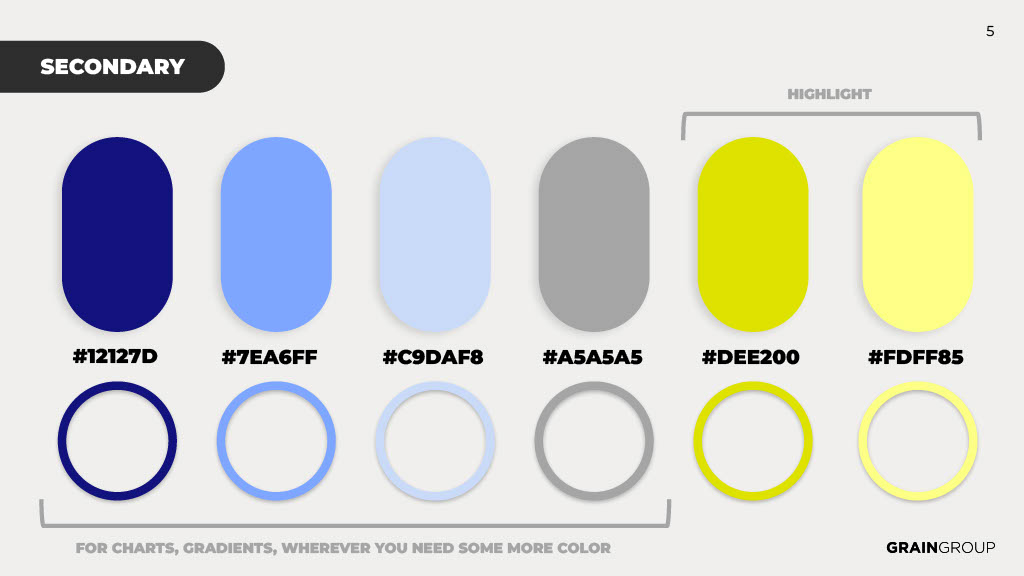 5
SECONDARY
HIGHLIGHT
#12127D #7EA6FF #C9DAF8 #A5A5A5 #DEE200 #FDFF85
FOR CHARTS, GRADIENTS, WHEREVER YOU NEED SOME MORE COLOR
GRAINGROUP